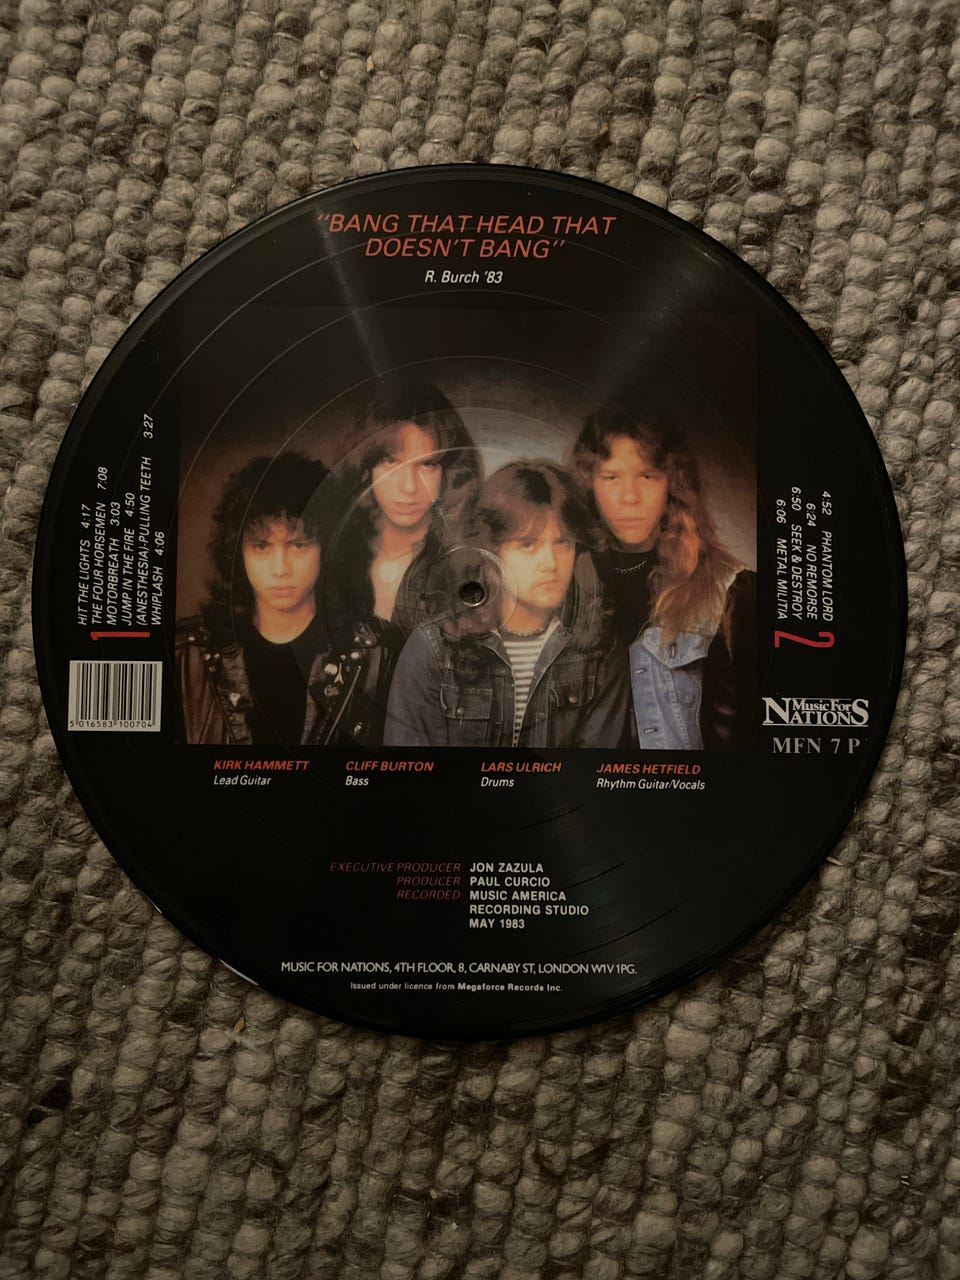 "BANG THAT HEAD THAT
DOESN'T BANG"
R. Burch '83
HIT THE LIGHTS 4:17
THE FOUR HORSEMEN 7:08
MOTORBREATH 3:03
JUMP IN THE FIRE 4:50
(ANESTHESIA)-PULLING TEETH 3:27
WHIPLASH 4:06
1
4:52 PHANTOM LORD
6:24 NO REMORSE
6:50 SEEK & DESTROY
6:06 METAL MILITIA
2
5 016583 100704
Music For
NATIONS
MFN 7 P
KIRK HAMMETT
Lead Guitar
CLIFF BURTON
Bass
LARS ULRICH
Drums
JAMES HETFIELD
Rhythm Guitar/Vocals
EXECUTIVE PRODUCER JON ZAZULA
PRODUCER PAUL CURCIO
RECORDED MUSIC AMERICA
RECORDING STUDIO
MAY 1983
MUSIC FOR NATIONS, 4TH FLOOR, 8, CARNABY ST, LONDON W1V 1PG.
Issued under licence from Megaforce Records Inc.